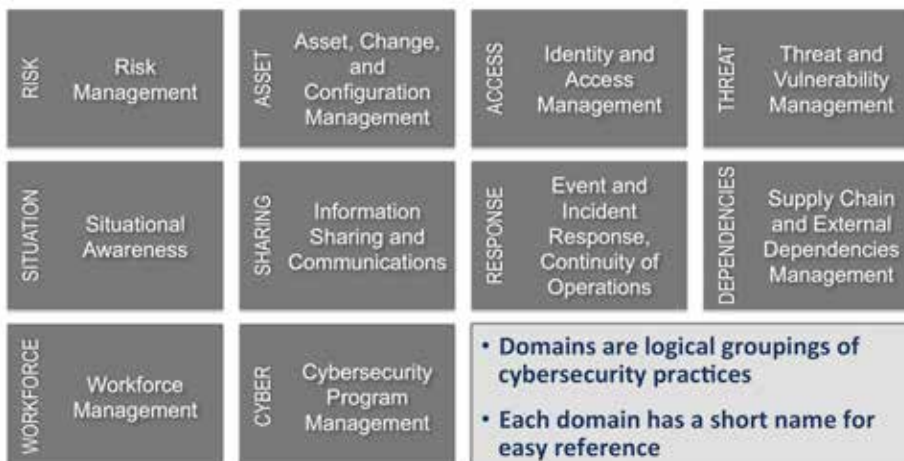 RISK
Risk
Management
ASSET
Asset, Change,
and
Configuration
Management
ACCESS
Identity and
Access
Management
THREAT
Threat and
Vulnerability
Management
SITUATION
Situational
Awareness
SHARING
Information
Sharing and
Communications
RESPONSE
Event and
Incident
Response,
Continuity of
Operations
DEPENDENCIES
Supply Chain
and External
Dependencies
Management
WORKFORCE
Workforce
Management
CYBER
Cybersecurity
Program
Management
• Domains are logical groupings of
cybersecurity practices
• Each domain has a short name for
easy reference